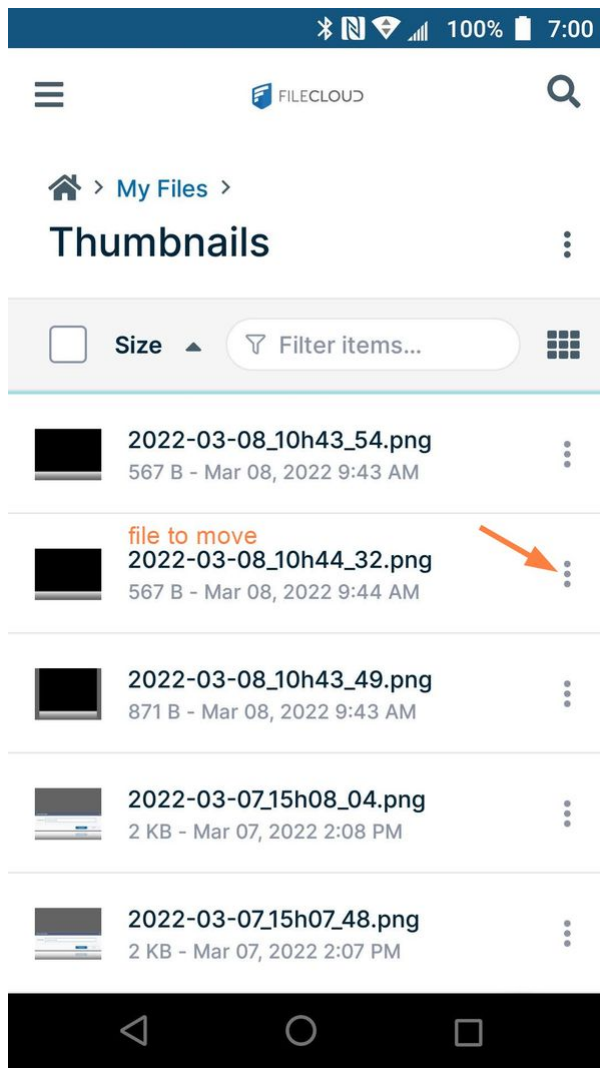 100% 7:00
FILECLOUD
> My Files >
Thumbnails
Size Filter items...
2022-03-08_10h43_54.png
567 B - Mar 08, 2022 9:43 AM
file to move
2022-03-08_10h44_32.png
567 B - Mar 08, 2022 9:44 AM
2022-03-08_10h43_49.png
871 B - Mar 08, 2022 9:43 AM
2022-03-07_15h08_04.png
2 KB - Mar 07, 2022 2:08 PM
2022-03-07_15h07_48.png
2 KB - Mar 07, 2022 2:07 PM